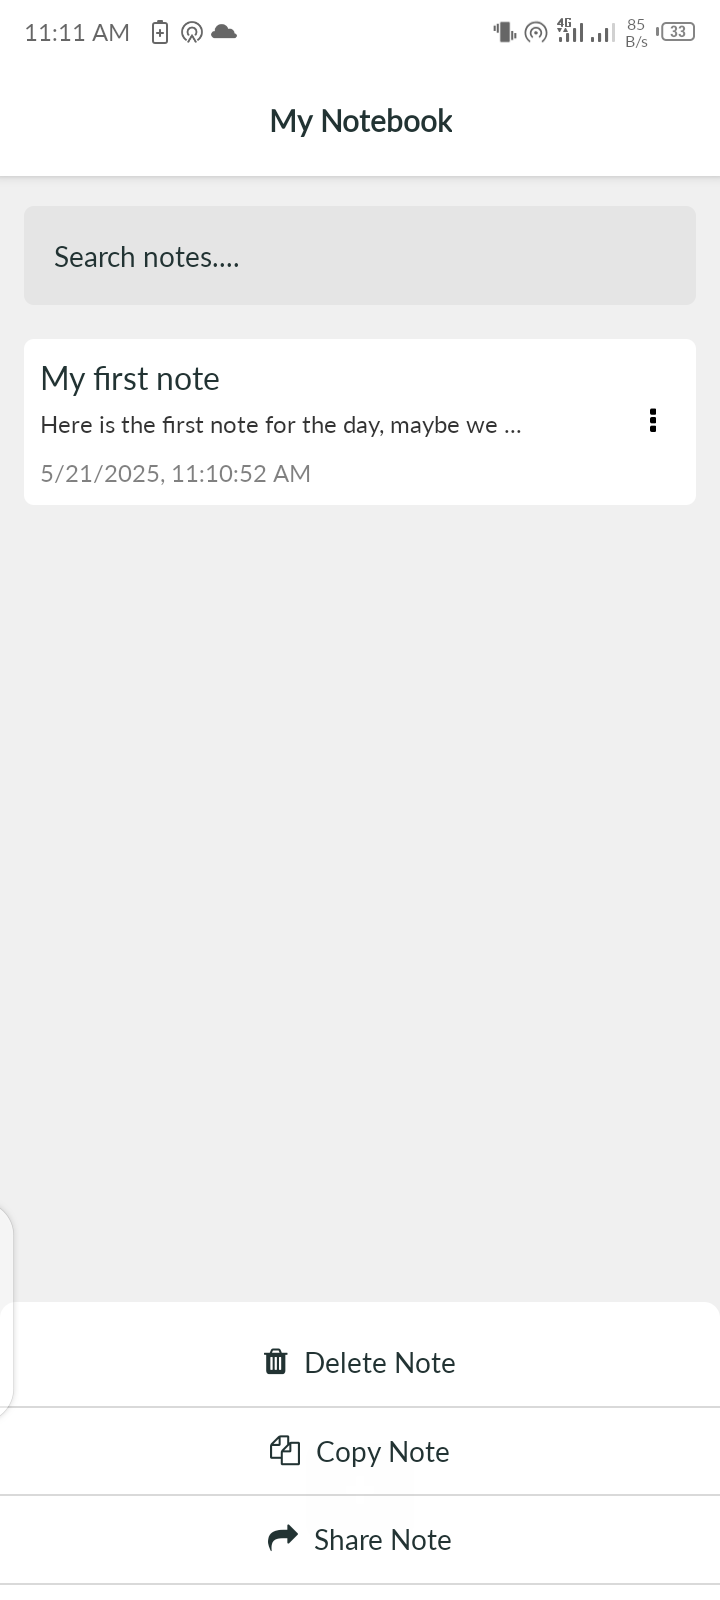 11:11 AM 4G 85 B/s 33
My Notebook
Search notes....
My first note
Here is the first note for the day, maybe we ...
5/21/2025, 11:10:52 AM
Delete Note
Copy Note
Share Note